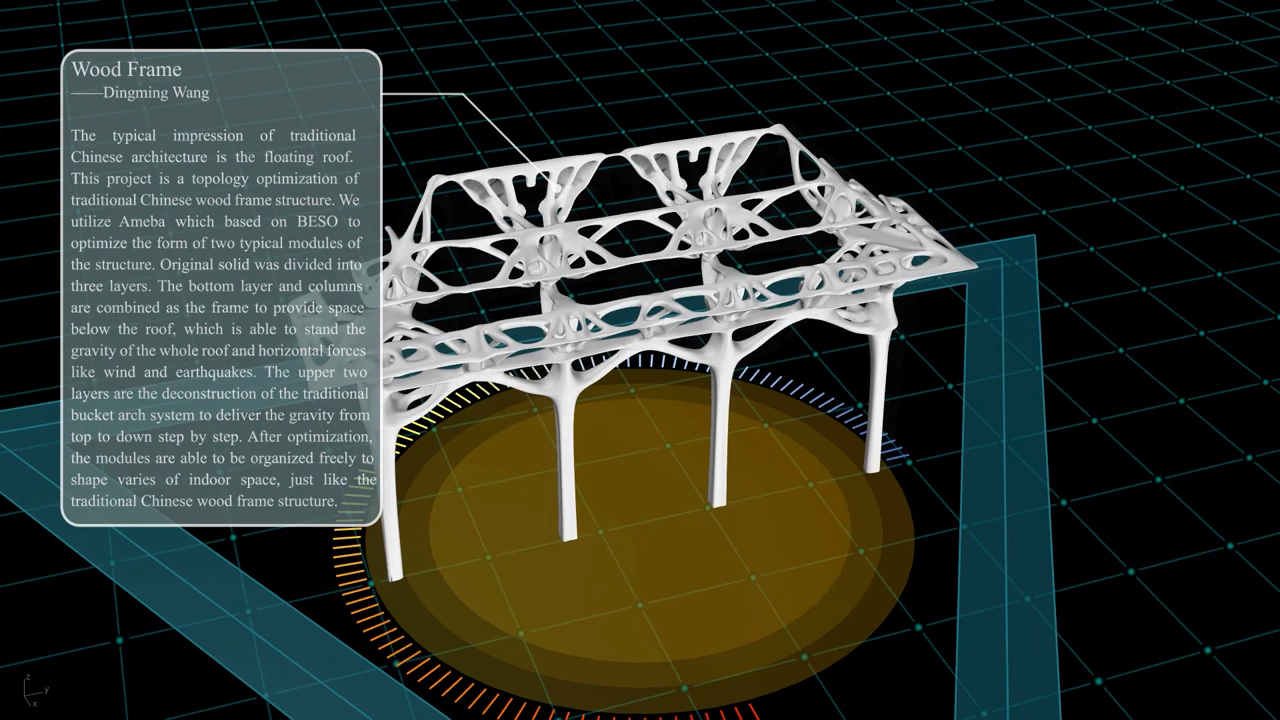 Wood Frame
——Dingming Wang
The typical impression of traditional
Chinese architecture is the floating roof.
This project is a topology optimization of
traditional Chinese wood frame structure. We
utilize Ameba which based on BESO to
optimize the form of two typical modules of
the structure. Original solid was divided into
three layers. The bottom layer and columns
are combined as the frame to provide space
below the roof, which is able to stand the
gravity of the whole roof and horizontal forces
like wind and earthquakes. The upper two
layers are the deconstruction of the traditional
bucket arch system to deliver the gravity from
top to down step by step. After optimization,
the modules are able to be organized freely to
shape varies of indoor space, just like the
traditional Chinese wood frame structure.
z
y
x